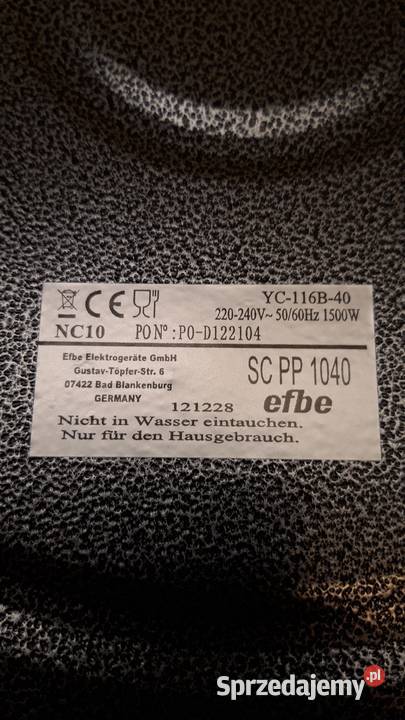 CE YC-116B-40
220-240V~ 50/60Hz 1500W
NC10 PO Nº:PO-D122104
Efbe Elektrogeräte GmbH
Gustav-Töpfer-Str. 6
07422 Bad Blankenburg
GERMANY
121228
SC PP 1040
efbe
Nicht in Wasser eintauchen.
Nur für den Hausgebrauch.
Sprzedajemy.pl